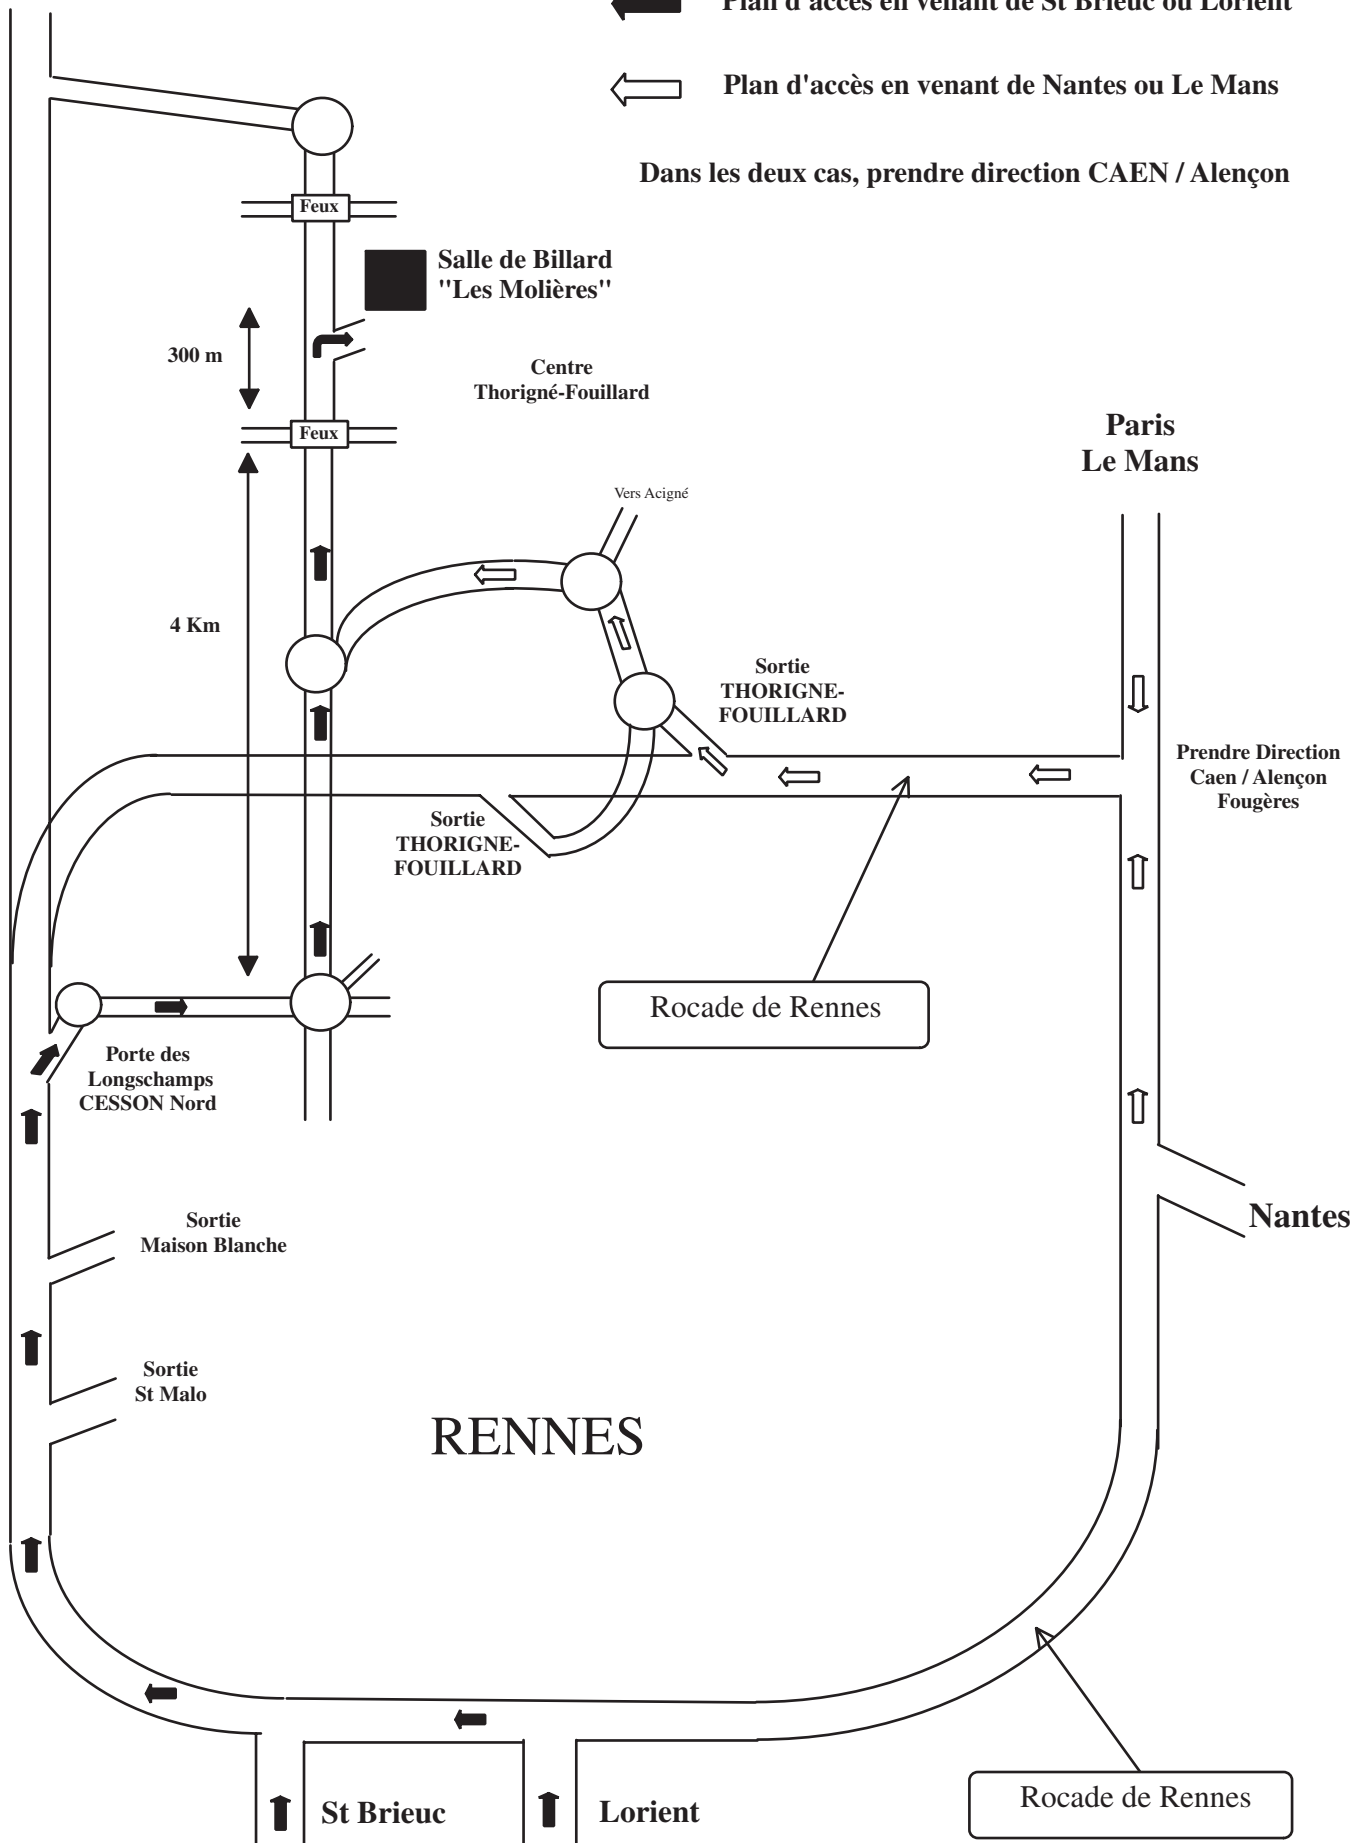 Plan d'accès en venant de St Brieuc ou Lorient
Plan d'accès en venant de Nantes ou Le Mans
Dans les deux cas, prendre direction CAEN / Alençon
Feux
Salle de Billard
"Les Molières"
300 m
Centre
Thorigné-Fouillard
Feux
Paris
Le Mans
Vers Acigné
4 Km
Sortie
THORIGNE-
FOUILLARD
Prendre Direction
Caen / Alençon
Fougères
Sortie
THORIGNE-
FOUILLARD
Rocade de Rennes
Porte des
Longschamps
CESSON Nord
Sortie
Maison Blanche
Nantes
Sortie
St Malo
RENNES
Rocade de Rennes
St Brieuc
Lorient